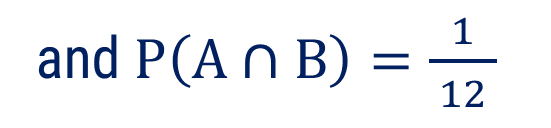 and P(A ∩ B) = 1/12